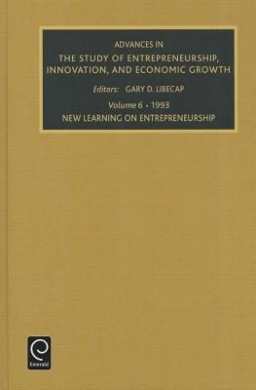 ADVANCES IN
THE STUDY OF ENTREPRENEURSHIP,
INNOVATION, AND ECONOMIC GROWTH
Editors: GARY D. LIBECAP
Volume 6 • 1993
NEW LEARNING ON ENTREPRENEURSHIP
Emerald